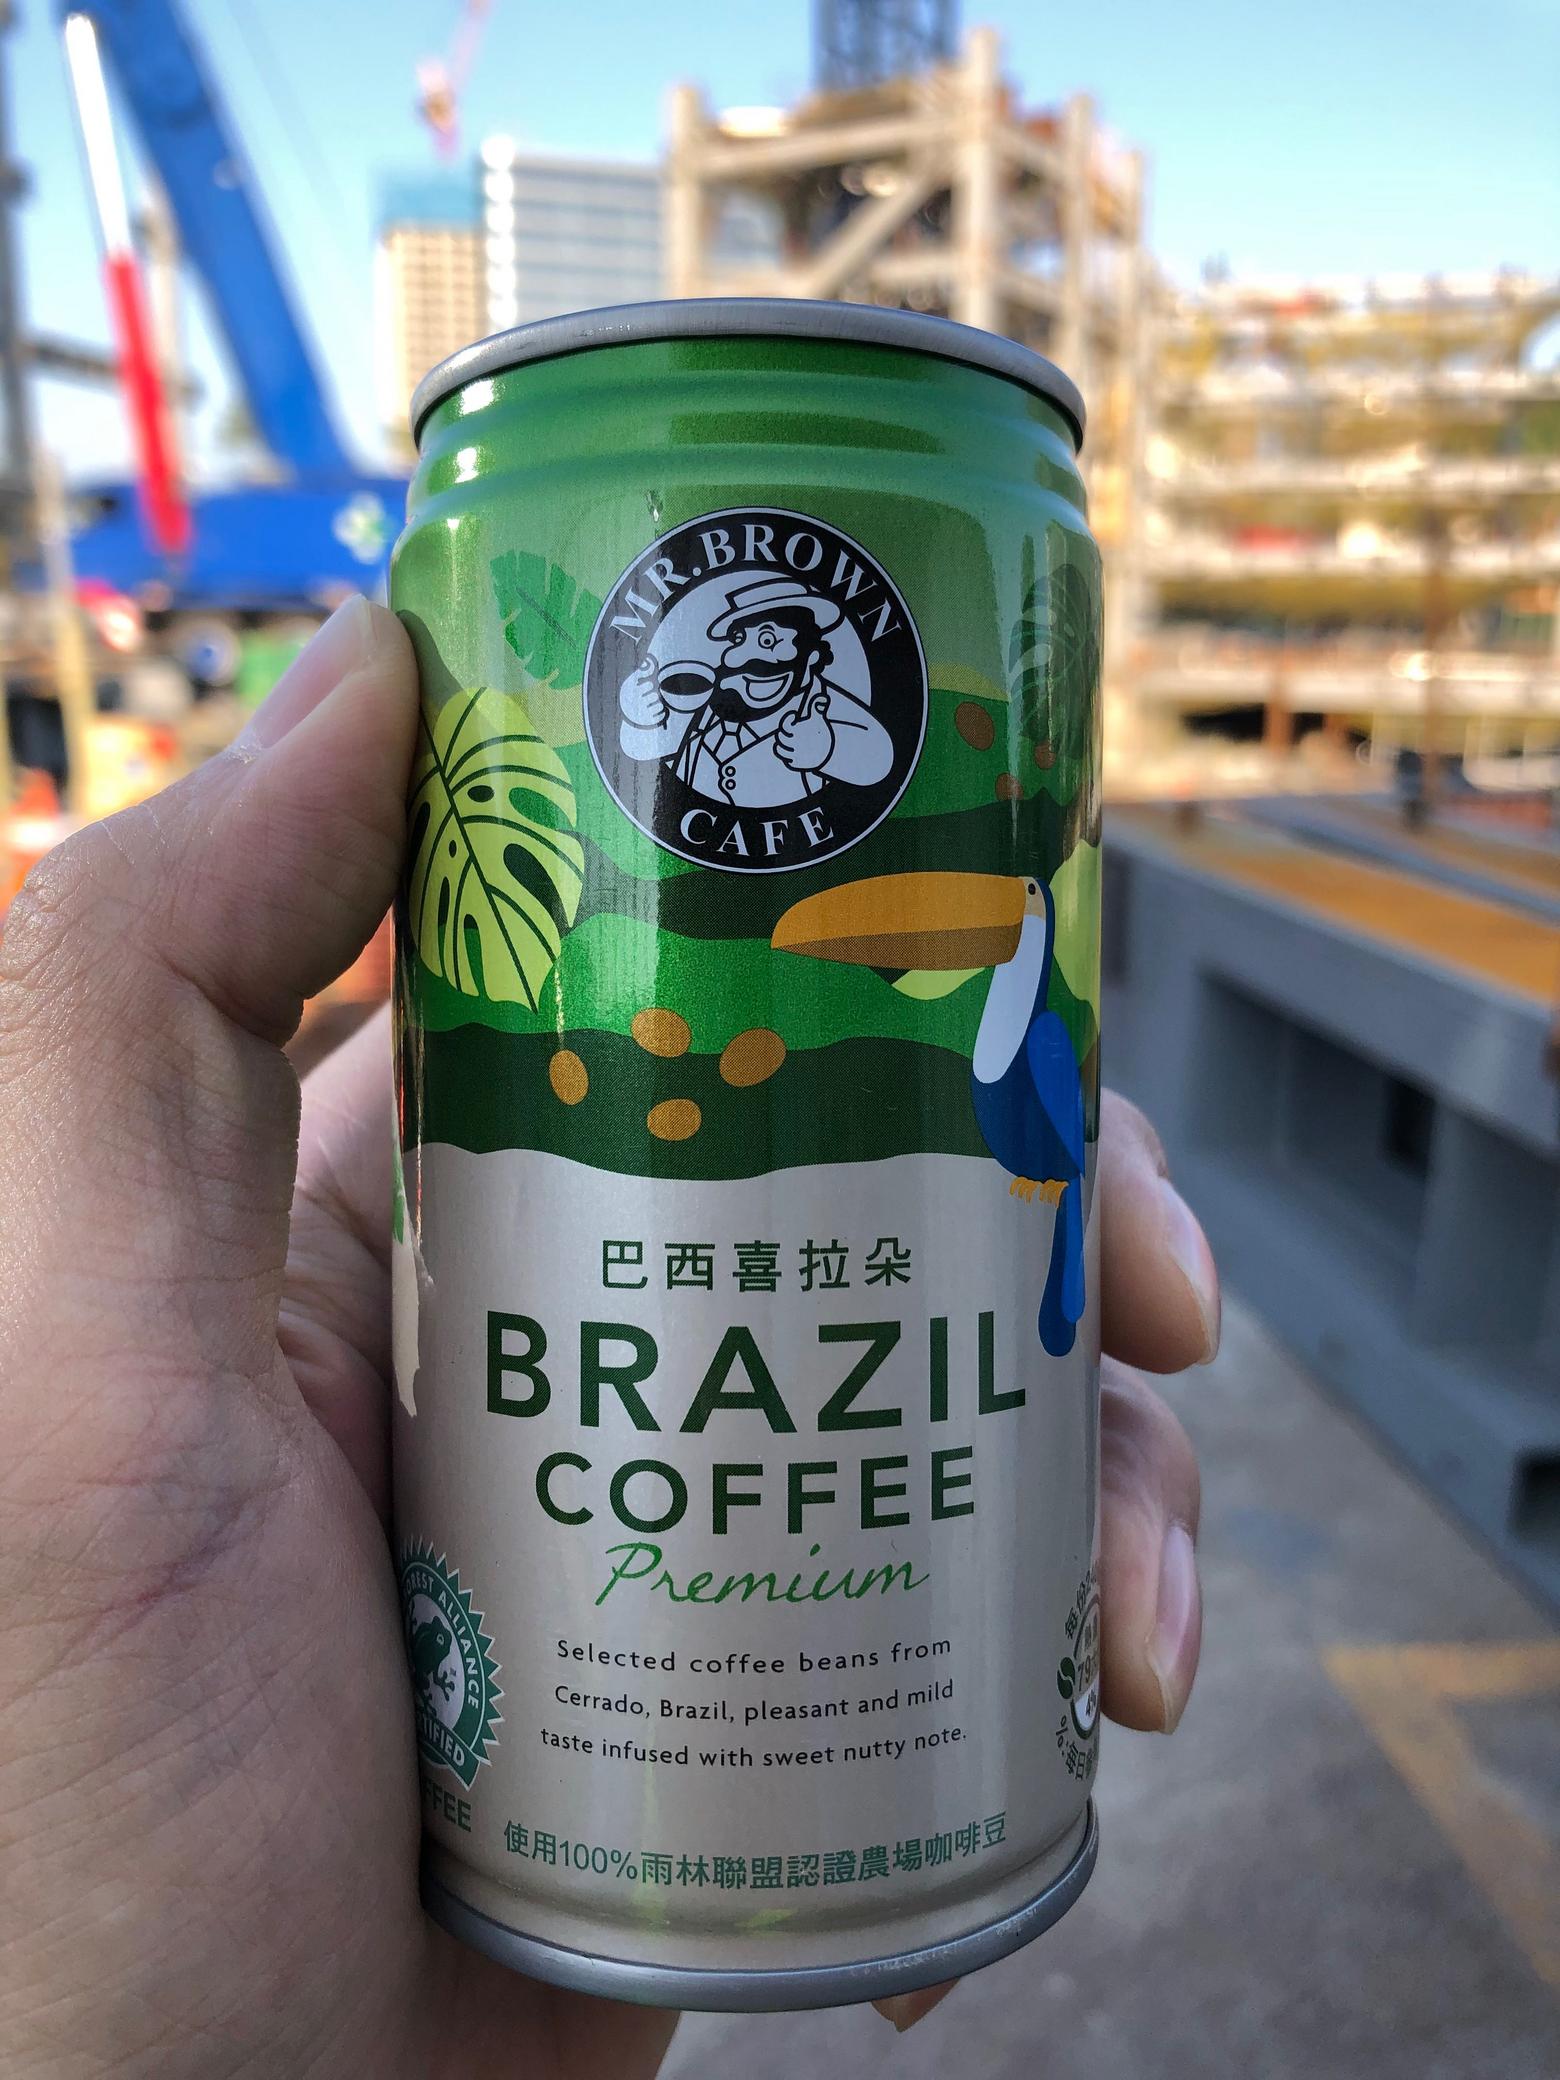 MR.BROWN
CAFE
巴西喜拉朵
BRAZIL
COFFEE
Premium
Selected coffee beans from
Cerrado, Brazil, pleasant and mild
taste infused with sweet nutty note.
使用100%雨林聯盟認證農場咖啡豆
ALLIANCE